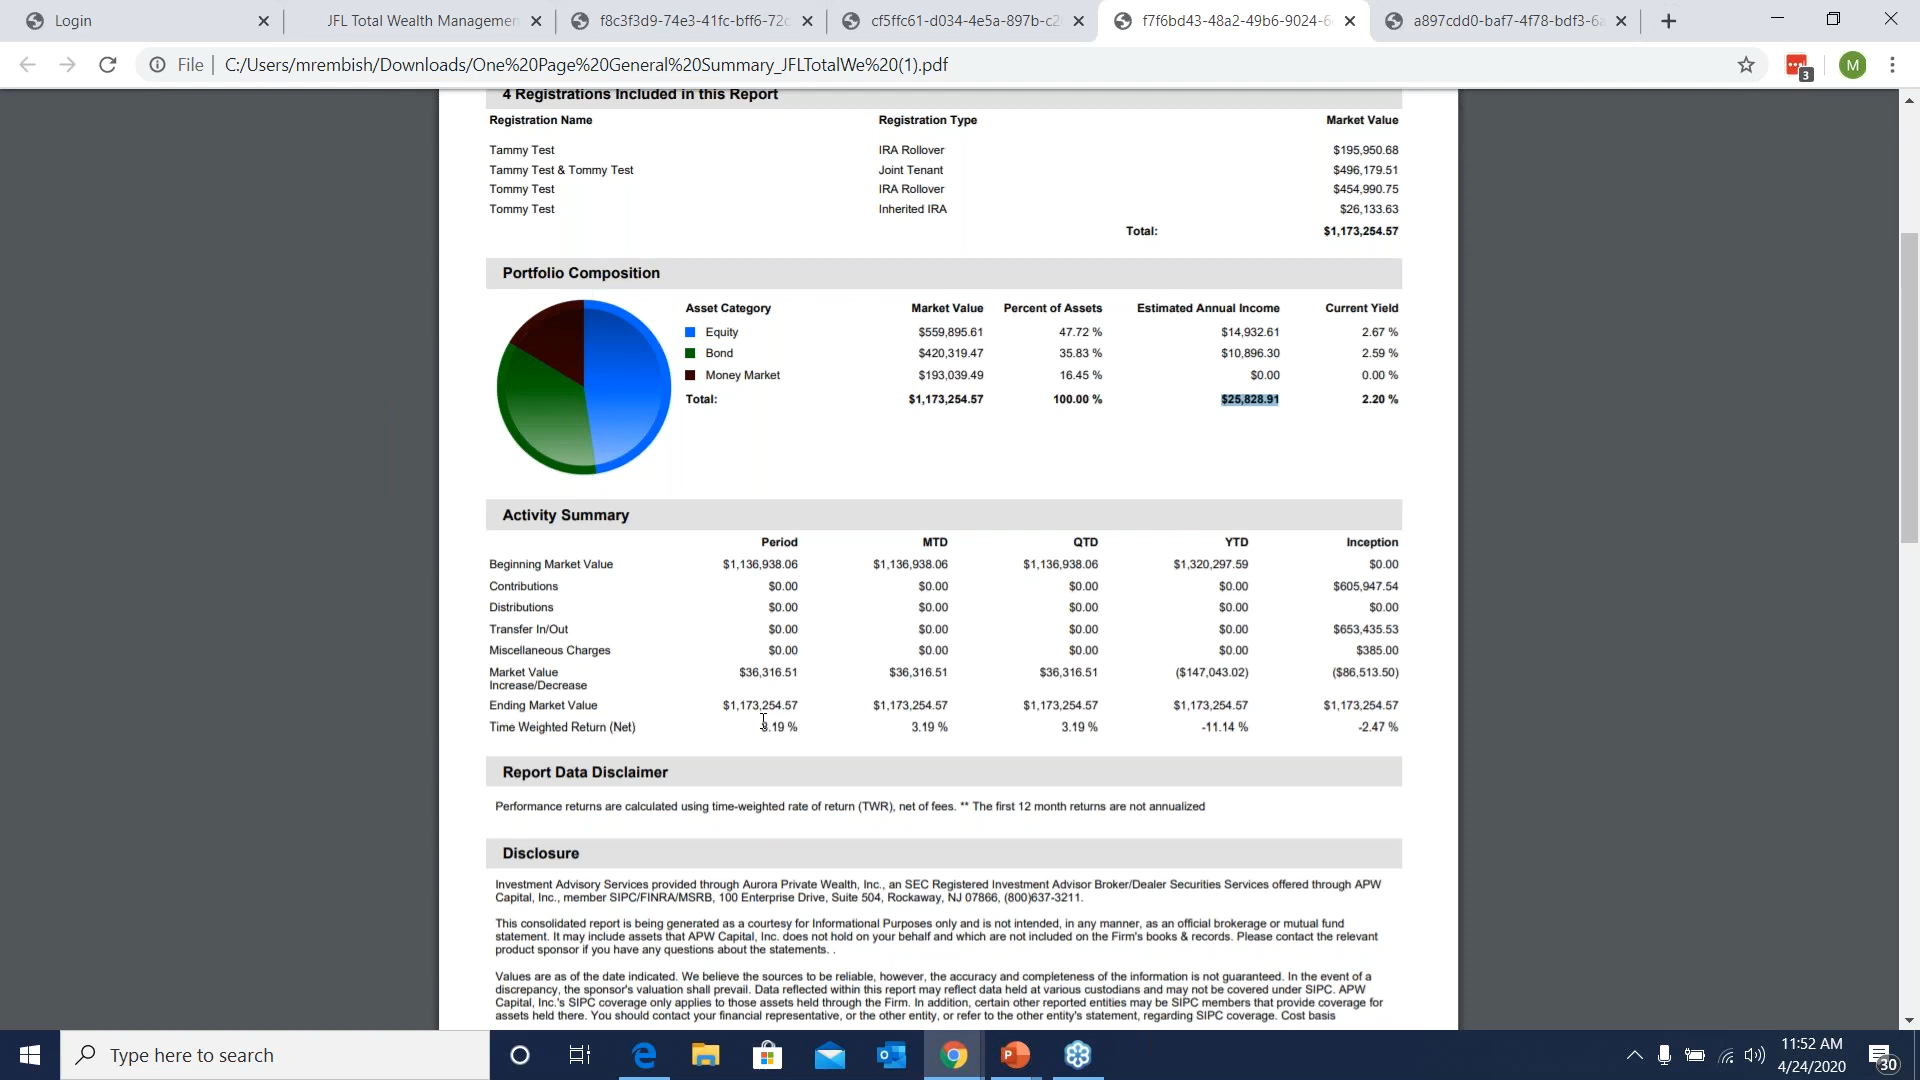 Login
JFL Total Wealth Managemen
f8c3f3d9-74e3-41fc-bff6-72c
cf5ffc61-d034-4e5a-897b-c2
f7f6bd43-48a2-49b6-9024-6
a897cdd0-baf7-4f78-bdf3-6a
File | C:/Users/mrembish/Downloads/One%20Page%20General%20Summary_JFLTotalWe%20(1).pdf
3
M
4 Registrations Included in this Report
Registration Name Registration Type Market Value
Tammy Test IRA Rollover $195,950.68
Tammy Test & Tommy Test Joint Tenant $496,179.51
Tommy Test IRA Rollover $454,990.75
Tommy Test Inherited IRA $26,133.63
Total: $1,173,254.57
Portfolio Composition
Asset Category Market Value Percent of Assets Estimated Annual Income Current Yield
Equity $559,895.61 47.72 % $14,932.61 2.67 %
Bond $420,319.47 35.83 % $10,896.30 2.59 %
Money Market $193,039.49 16.45 % $0.00 0.00 %
Total: $1,173,254.57 100.00 % $25,828.91 2.20 %
Activity Summary
Period MTD QTD YTD Inception
Beginning Market Value $1,136,938.06 $1,136,938.06 $1,136,938.06 $1,320,297.59 $0.00
Contributions $0.00 $0.00 $0.00 $0.00 $605,947.54
Distributions $0.00 $0.00 $0.00 $0.00 $0.00
Transfer In/Out $0.00 $0.00 $0.00 $0.00 $653,435.53
Miscellaneous Charges $0.00 $0.00 $0.00 $0.00 $385.00
Market Value
Increase/Decrease $36,316.51 $36,316.51 $36,316.51 ($147,043.02) ($86,513.50)
Ending Market Value $1,173,254.57 $1,173,254.57 $1,173,254.57 $1,173,254.57 $1,173,254.57
Time Weighted Return (Net) 3.19 % 3.19 % 3.19 % -11.14 % -2.47 %
Report Data Disclaimer
Performance returns are calculated using time-weighted rate of return (TWR), net of fees. ** The first 12 month returns are not annualized
Disclosure
Investment Advisory Services provided through Aurora Private Wealth, Inc., an SEC Registered Investment Advisor Broker/Dealer Securities Services offered through APW
Capital, Inc., member SIPC/FINRA/MSRB, 100 Enterprise Drive, Suite 504, Rockaway, NJ 07866, (800)637-3211.
This consolidated report is being generated as a courtesy for Informational Purposes only and is not intended, in any manner, as an official brokerage or mutual fund
statement. It may include assets that APW Capital, Inc. does not hold on your behalf and which are not included on the Firm's books & records. Please contact the relevant
product sponsor if you have any questions about the statements. .
Values are as of the date indicated. We believe the sources to be reliable, however, the accuracy and completeness of the information is not guaranteed. In the event of a
discrepancy, the sponsor's valuation shall prevail. Data reflected within this report may reflect data held at various custodians and may not be covered under SIPC. APW
Capital, Inc.'s SIPC coverage only applies to those assets held through the Firm. In addition, certain other reported entities may be SIPC members that provide coverage for
assets held there. You should contact your financial representative, or the other entity, or refer to the other entity's statement, regarding SIPC coverage. Cost basis
Type here to search
11:52 AM
4/24/2020
30